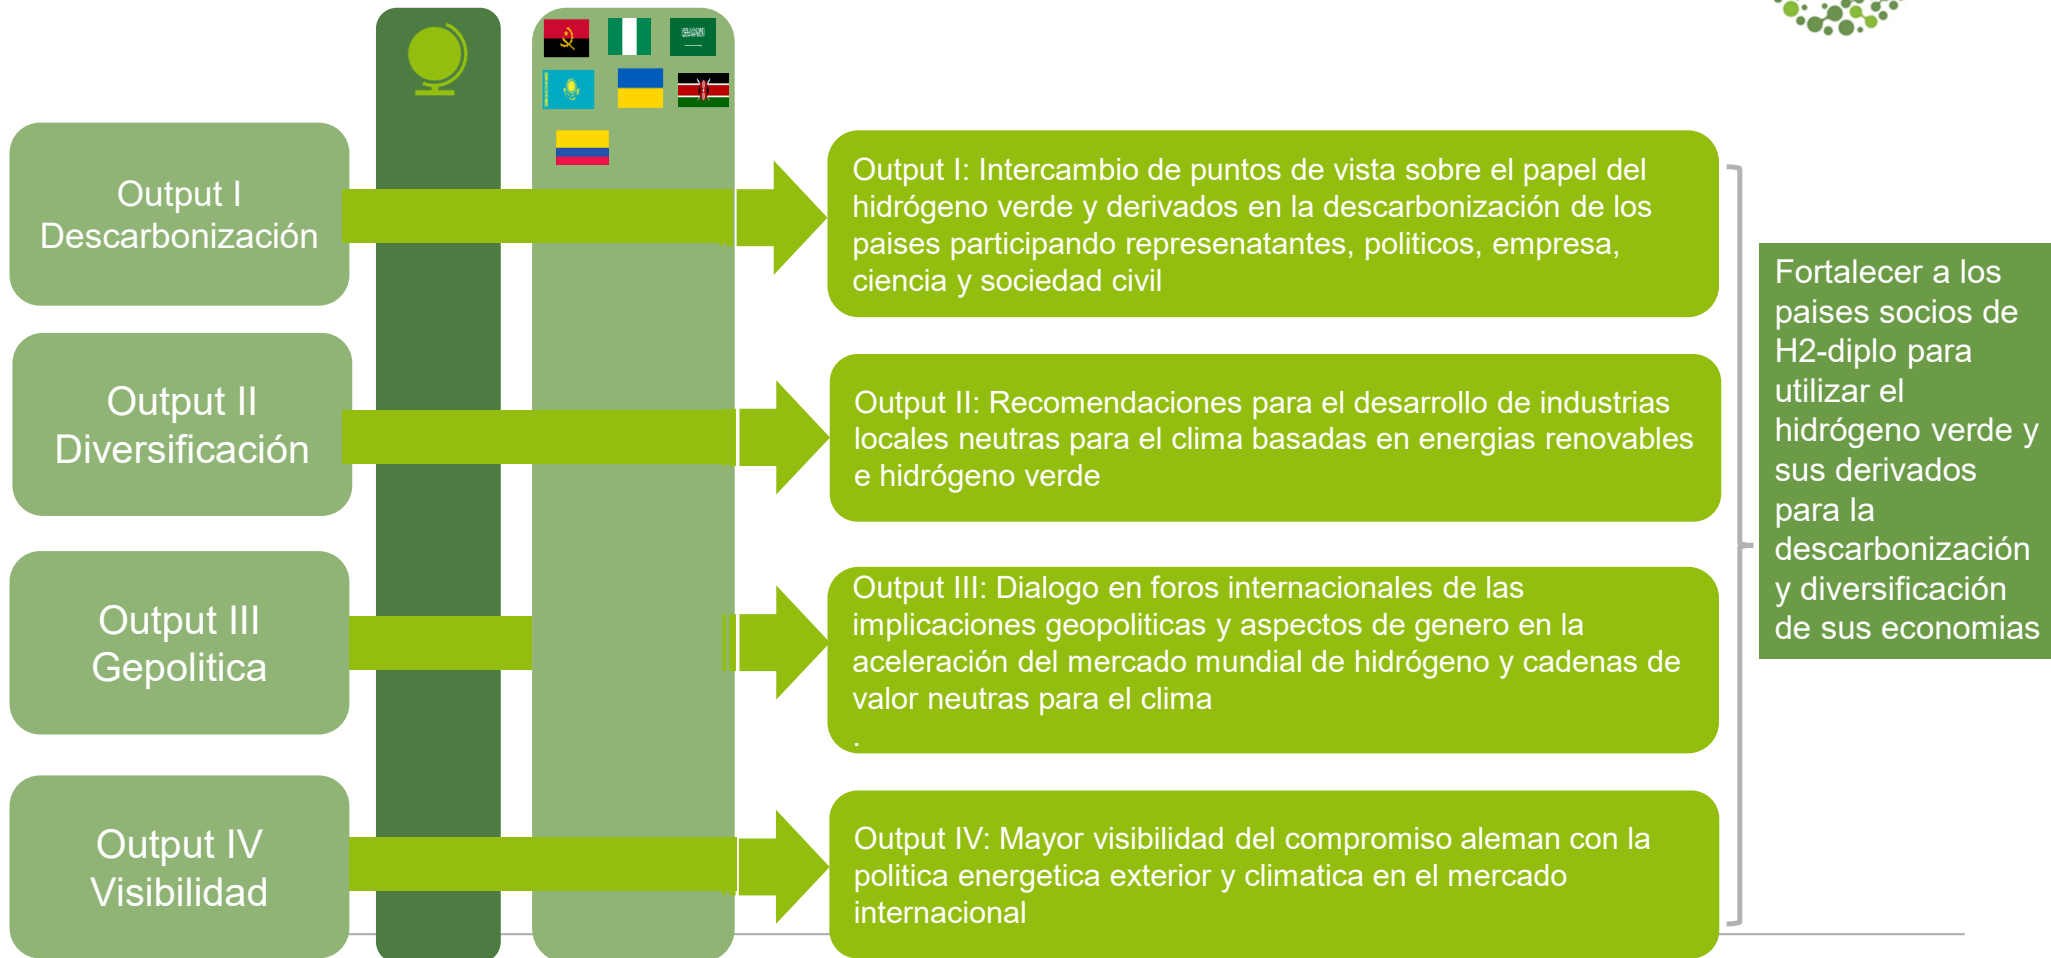 Output I
Descarbonización
Output I: Intercambio de puntos de vista sobre el papel del
hidrógeno verde y derivados en la descarbonización de los
paises participando represenatantes, politicos, empresa,
ciencia y sociedad civil
Output II
Diversificación
Output II: Recomendaciones para el desarrollo de industrias
locales neutras para el clima basadas en energias renovables
e hidrógeno verde
Output III
Gepolitica
Output III: Dialogo en foros internacionales de las
implicaciones geopoliticas y aspectos de genero en la
aceleración del mercado mundial de hidrógeno y cadenas de
valor neutras para el clima
.
Output IV
Visibilidad
Output IV: Mayor visibilidad del compromiso aleman con la
politica energetica exterior y climatica en el mercado
internacional
Fortalecer a los
paises socios de
H2-diplo para
utilizar el
hidrógeno verde y
sus derivados
para la
descarbonización
y diversificación
de sus economias